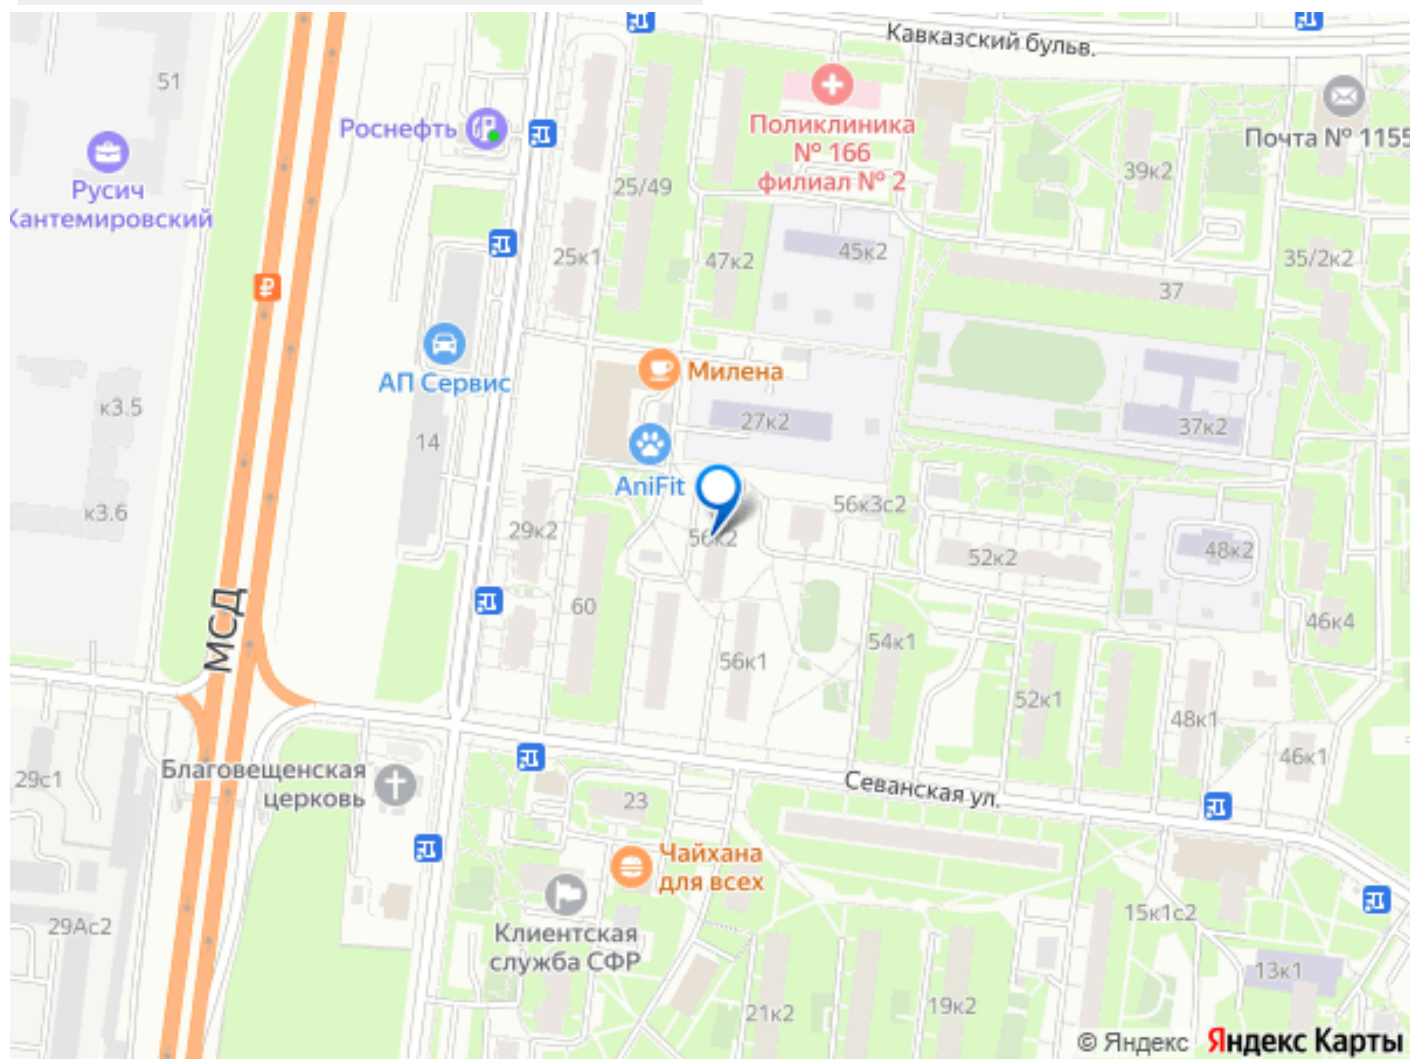 Кавказский бульв.
51
Роснефть
Поликлиника
№ 166
филиал № 2
Почта № 1155
Русич
Кантемировский
25/49
39к2
25к1
47к2
45к2
35/2к2
37
АП Сервис
Милена
к3.5
14
27к2
37к2
AniFit
к3.6
29к2
56к2
56к3с2
52к2
48к2
МСД
60
56к1
54к1
46к4
52к1
48к1
46к1
Благовещенская
церковь
29с1
23
Севанская ул.
Чайхана
для всех
Клиентская
служба СФР
29Ас2
15к1с2
13к1
21к2
19к2
© Яндекс Яндекс Карты